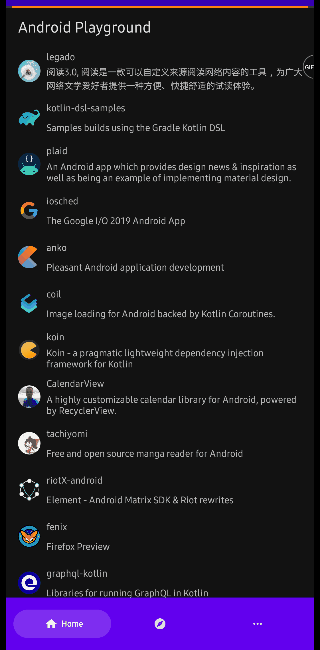 Android Playground
legado
阅读3.0, 阅读是一款可以自定义来源阅读网络内容的工具，为广大
网络文学爱好者提供一种方便、快捷舒适的试读体验。
GIF
kotlin-dsl-samples
Samples builds using the Gradle Kotlin DSL
plaid
An Android app which provides design news & inspiration as
well as being an example of implementing material design.
iosched
The Google I/O 2019 Android App
anko
Pleasant Android application development
coil
Image loading for Android backed by Kotlin Coroutines.
koin
Koin - a pragmatic lightweight dependency injection
framework for Kotlin
CalendarView
A highly customizable calendar library for Android, powered
by RecyclerView.
tachiyomi
Free and open source manga reader for Android
riotX-android
Element - Android Matrix SDK & Riot rewrites
fenix
Firefox Preview
graphql-kotlin
Libraries for running GraphQL in Kotlin
Home